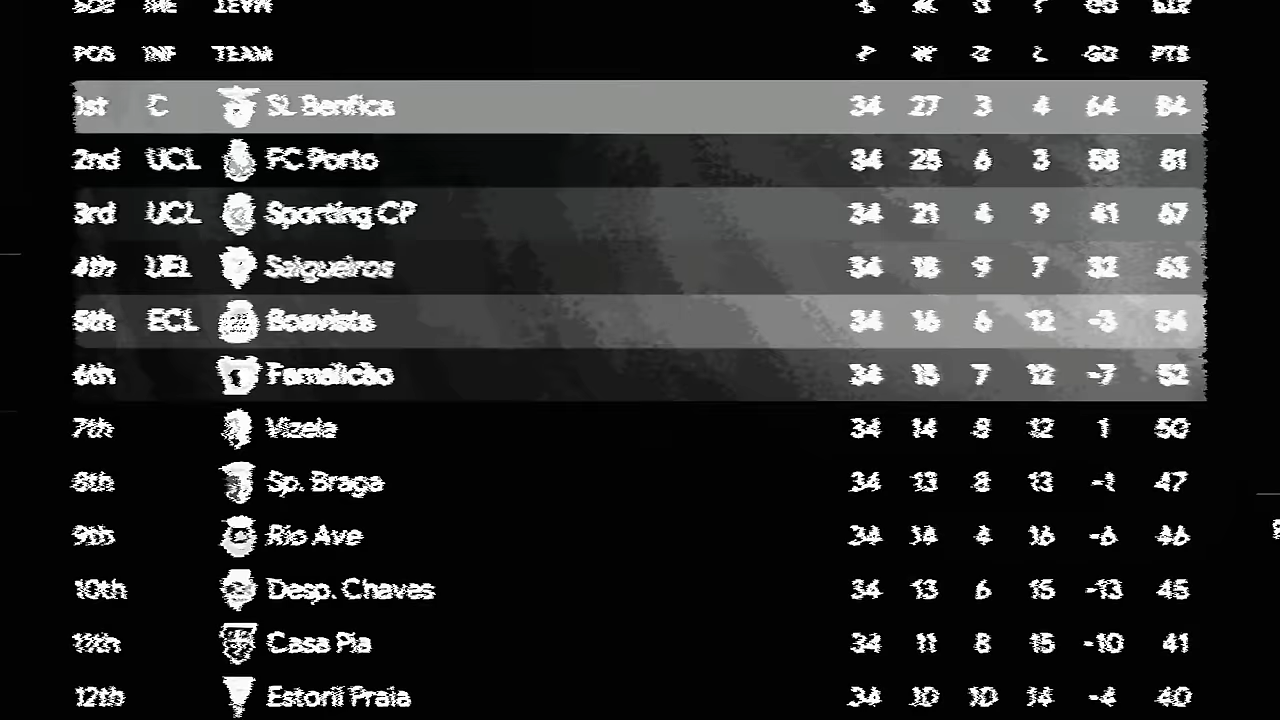 POS INF TEAM P W D L GD PTS
1st C SL Benfica 34 27 3 4 64 84
2nd UCL FC Porto 34 25 6 3 58 81
3rd UCL Sporting CP 34 21 4 9 41 67
4th UEL Salgueiros 34 18 9 7 32 63
5th ECL Boavista 34 16 6 12 -3 54
6th Famalicão 34 15 7 12 -7 52
7th Vizela 34 14 8 12 1 50
8th Sp. Braga 34 13 8 13 -1 47
9th Rio Ave 34 14 4 16 -6 46
10th Desp. Chaves 34 13 6 15 -13 45
11th Casa Pia 34 11 8 15 -10 41
12th Estoril Praia 34 10 10 14 -4 40